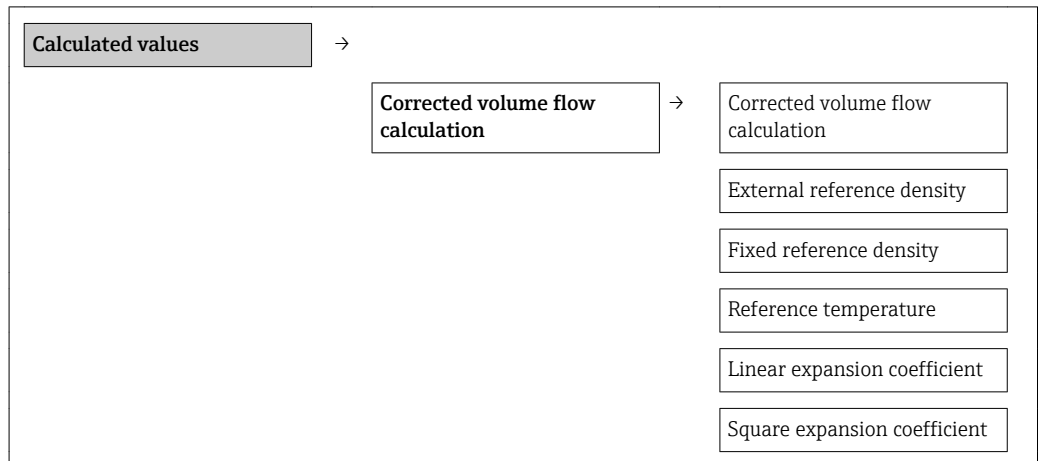 Calculated values →
Corrected volume flow calculation → Corrected volume flow calculation
External reference density
Fixed reference density
Reference temperature
Linear expansion coefficient
Square expansion coefficient